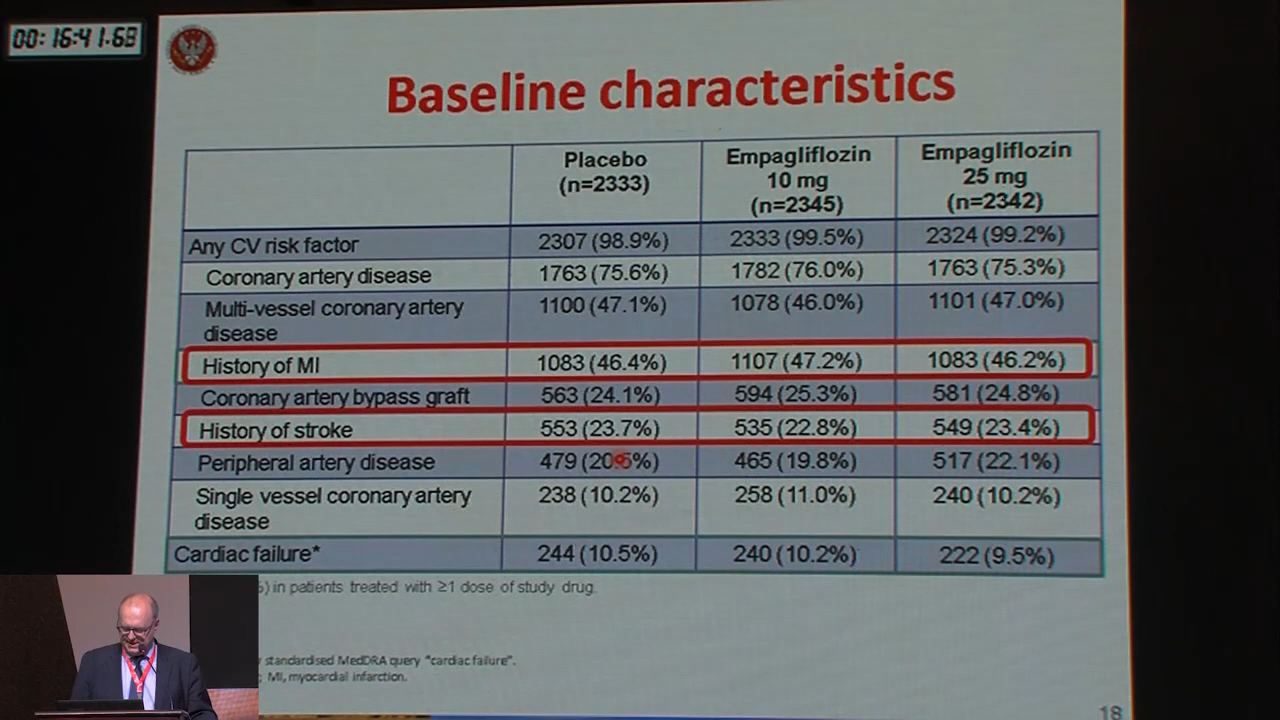 00:16:41.68
Baseline characteristics
Placebo (n=2333) Empagliflozin 10 mg (n=2345) Empagliflozin 25 mg (n=2342)
Any CV risk factor 2307 (98.9%) 2333 (99.5%) 2324 (99.2%)
Coronary artery disease 1763 (75.6%) 1782 (76.0%) 1763 (75.3%)
Multi-vessel coronary artery disease 1100 (47.1%) 1078 (46.0%) 1101 (47.0%)
History of MI 1083 (46.4%) 1107 (47.2%) 1083 (46.2%)
Coronary artery bypass graft 563 (24.1%) 594 (25.3%) 581 (24.8%)
History of stroke 553 (23.7%) 535 (22.8%) 549 (23.4%)
Peripheral artery disease 479 (20.5%) 465 (19.8%) 517 (22.1%)
Single vessel coronary artery disease 238 (10.2%) 258 (11.0%) 240 (10.2%)
Cardiac failure* 244 (10.5%) 240 (10.2%) 222 (9.5%)
%) in patients treated with ≥1 dose of study drug.
standardised MedDRA query "cardiac failure".
; MI, myocardial infarction.
18